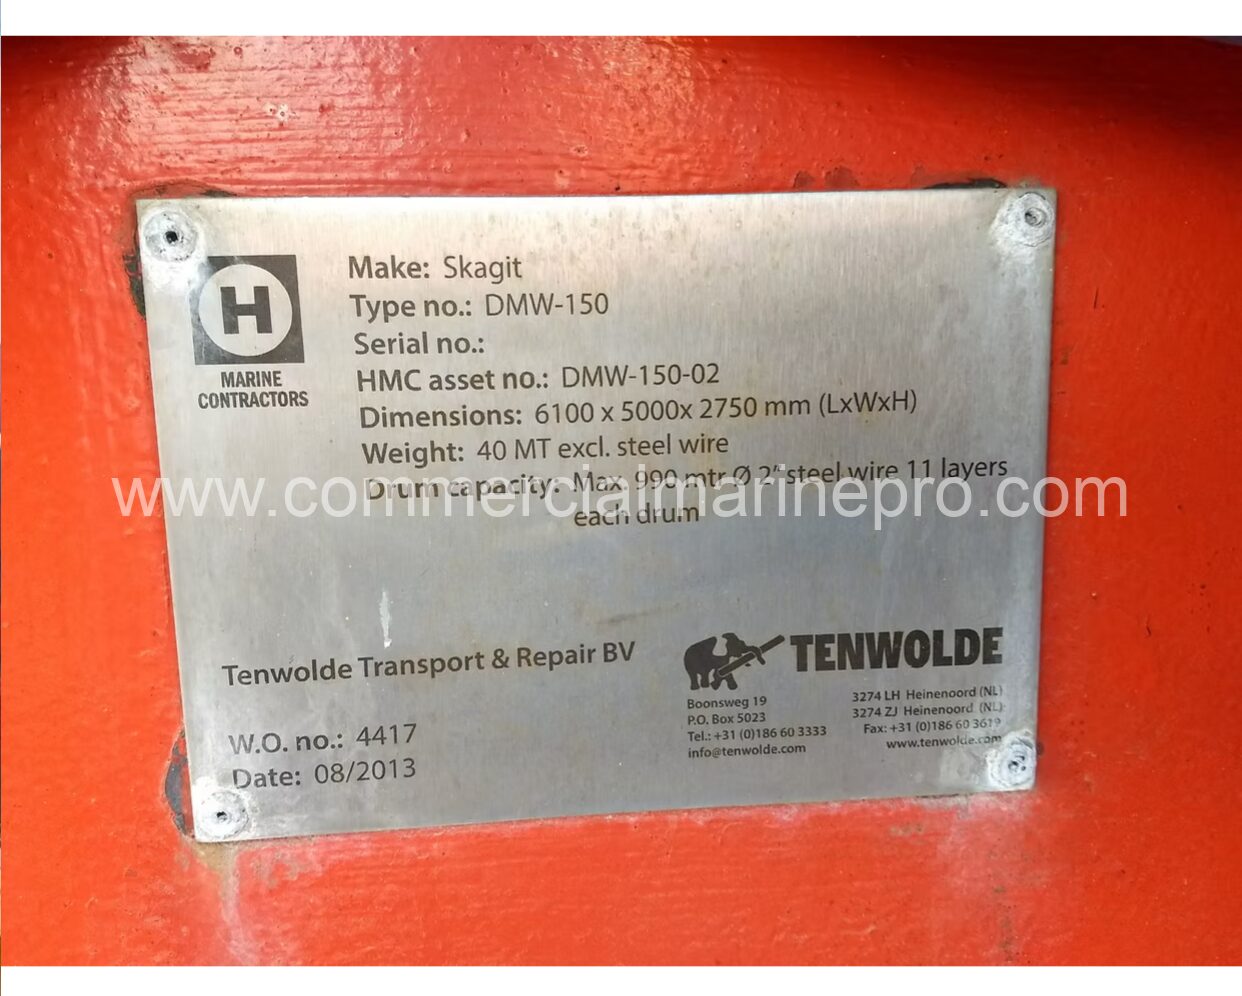 H
MARINE
CONTRACTORS
Make: Skagit
Type no.: DMW-150
Serial no.:
HMC asset no.: DMW-150-02
Dimensions: 6100 x 5000x 2750 mm (LxWxH)
Weight: 40 MT excl. steel wire
Drum capacity: Max. 990 mtr Ø 2" steel wire 11 layers
each drum
www.commercialmarinepro.com
Tenwolde Transport & Repair BV
W.O. no.: 4417
Date: 08/2013
TENWOLDE
Boonsweg 19 3274 LH Heinenoord (NL)
P.O. Box 5023 3274 ZJ Heinenoord (NL)
Tel.: +31 (0)186 60 3333 Fax: +31 (0)186 60 3619
info@tenwolde.com www.tenwolde.com